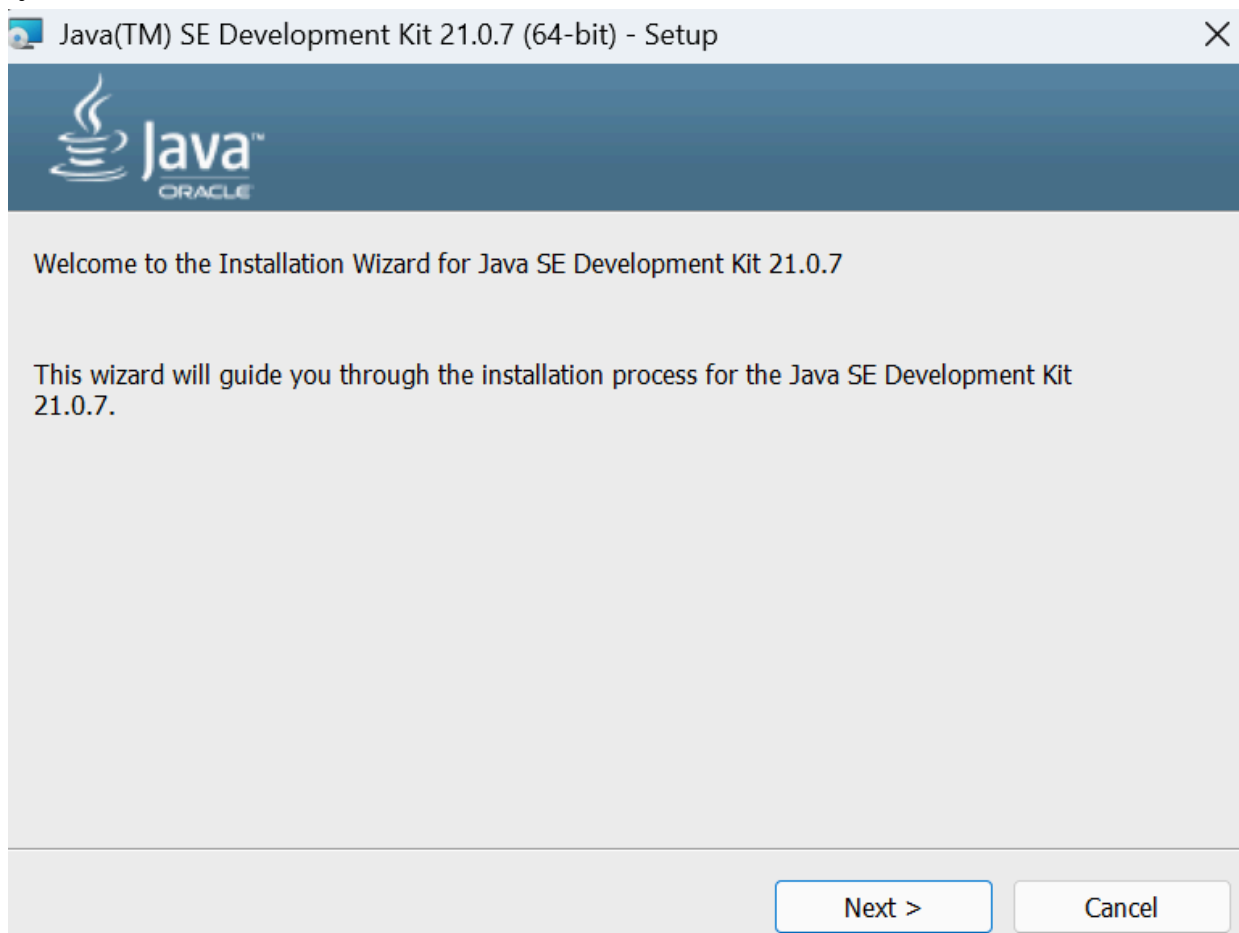 Java(TM) SE Development Kit 21.0.7 (64-bit) - Setup
Java™
ORACLE
Welcome to the Installation Wizard for Java SE Development Kit 21.0.7
This wizard will guide you through the installation process for the Java SE Development Kit
21.0.7.
Next >
Cancel